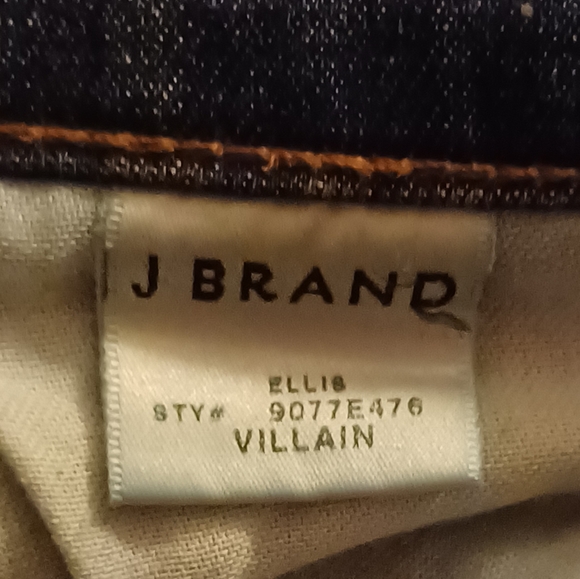 J BRAND
ELLIS
STY# 9077E476
VILLAIN